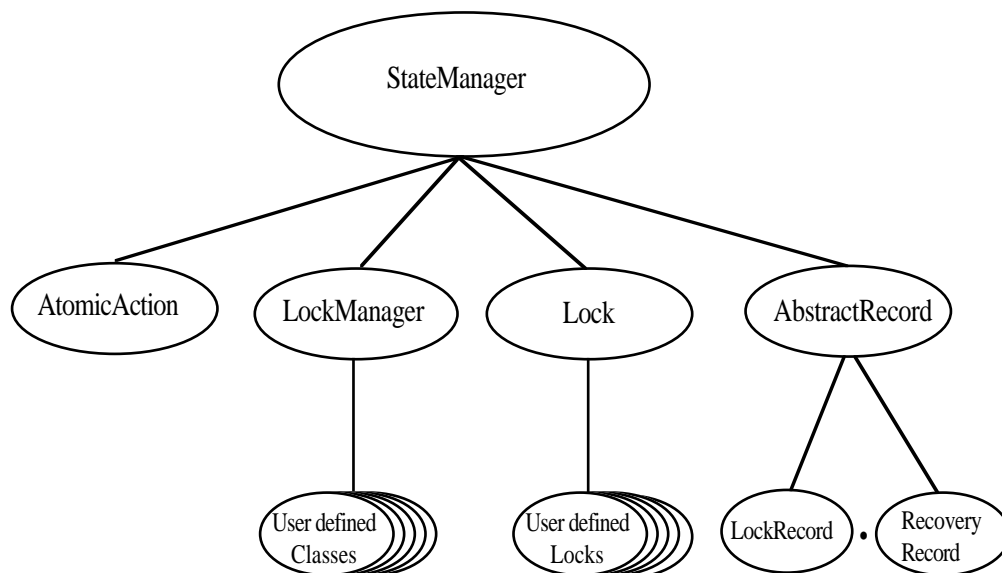 StateManager
AtomicAction
LockManager
Lock
AbstractRecord
User defined
Classes
User defined
Locks
LockRecord
.
Recovery
Record